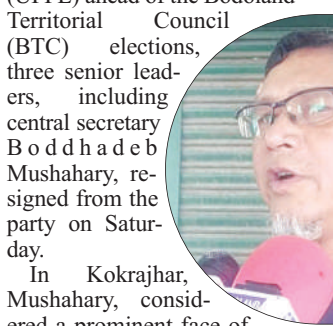 (UPPL) ahead of the Bodoland
Territorial Council
(BTC) elections,
three senior lead-
ers, including
central secretary
Boddhadeb
Mushahary, re-
signed from the
party on Satur-
day.
In Kokrajhar,
Mushahary, consid-
ered a prominent face of